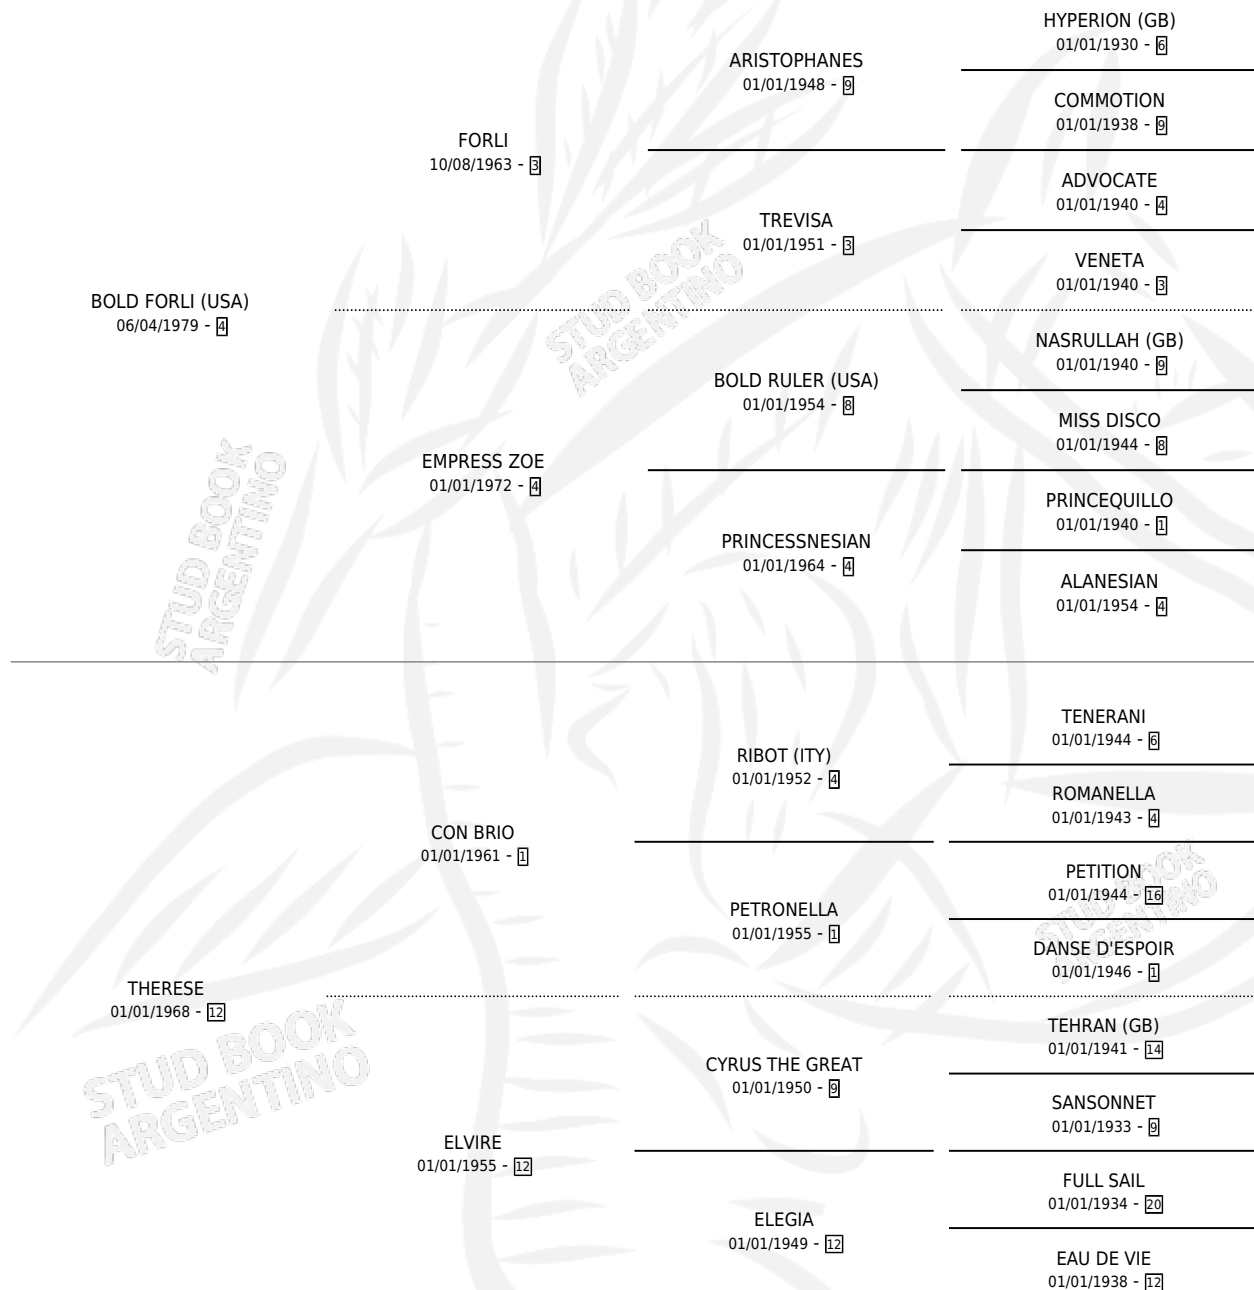 HYPERION (GB)
01/01/1930 - 6
ARISTOPHANES
01/01/1948 - 9
COMMOTION
01/01/1938 - 9
FORLI
10/08/1963 - 3
ADVOCATE
01/01/1940 - 4
TREVISA
01/01/1951 - 3
VENETA
01/01/1940 - 3
BOLD FORLI (USA)
06/04/1979 - 4
NASRULLAH (GB)
01/01/1940 - 9
BOLD RULER (USA)
01/01/1954 - 8
MISS DISCO
01/01/1944 - 8
EMPRESS ZOE
01/01/1972 - 4
PRINCEQUILLO
01/01/1940 - 1
PRINCESSNESIAN
01/01/1964 - 4
ALANESIAN
01/01/1954 - 4
STUD BOOK
ARGENTINO
STUD BOOK
ARGENTINO
TENERANI
01/01/1944 - 6
RIBOT (ITY)
01/01/1952 - 4
ROMANELLA
01/01/1943 - 4
CON BRIO
01/01/1961 - 1
PETITION
01/01/1944 - 16
PETRONELLA
01/01/1955 - 1
DANSE D'ESPOIR
01/01/1946 - 1
STUD BOOK
ARGENTINO
THERESE
01/01/1968 - 12
TEHRAN (GB)
01/01/1941 - 14
CYRUS THE GREAT
01/01/1950 - 9
SANSONNET
01/01/1933 - 9
STUD BOOK
ARGENTINO
ELVIRE
01/01/1955 - 12
FULL SAIL
01/01/1934 - 20
ELEGIA
01/01/1949 - 12
EAU DE VIE
01/01/1938 - 12